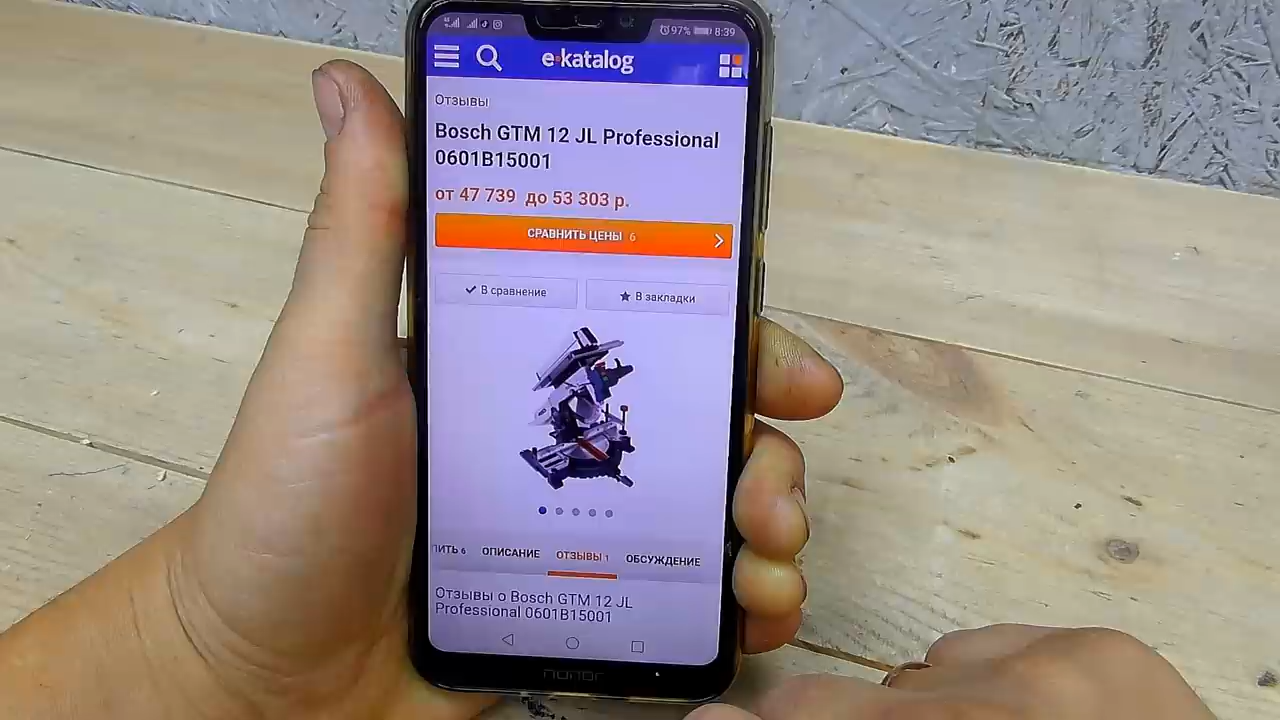 97% 8:39
e·katalog
Отзывы
Bosch GTM 12 JL Professional
0601B15001
от 47 739 до 53 303 р.
СРАВНИТЬ ЦЕНЫ 6
В сравнение
В закладки
ПИТЬ 6 ОПИСАНИЕ ОТЗЫВЫ 1 ОБСУЖДЕНИЕ
Отзывы о Bosch GTM 12 JL
Professional 0601B15001
honor